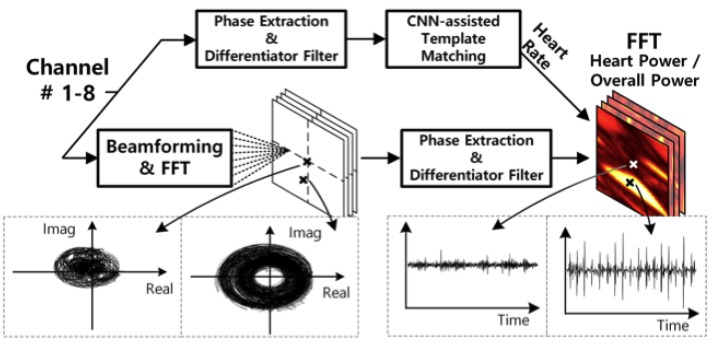 Phase Extraction
&
Differentiator Filter
CNN-assisted
Template
Matching
Heart
Rate
FFT
Heart Power /
Overall Power
Channel
# 1-8
Beamforming
& FFT
Phase Extraction
&
Differentiator Filter
Imag
Real
Imag
Real
Time
Time